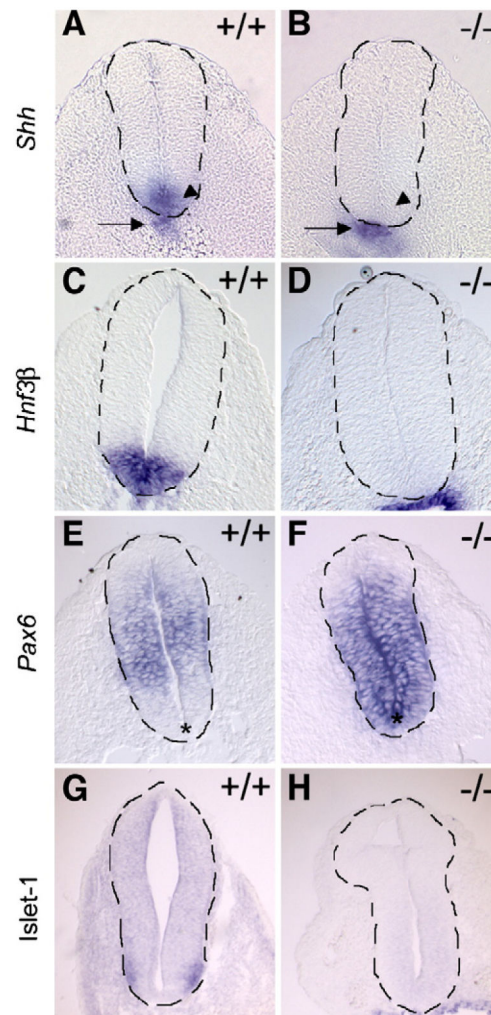 A +/+ B -/-
Shh
C +/+ D -/-
Hnf3β
E +/+ F -/-
Pax6
* *
G +/+ H -/-
Islet-1